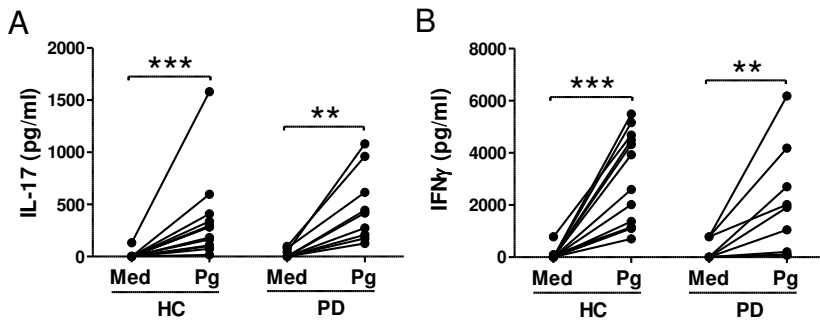 A
IL-17 (pg/ml)
2000
1500
1000
500
0
***
**
Med Pg Med Pg
HC PD
B
IFNγ (pg/ml)
8000
6000
4000
2000
0
***
**
Med Pg Med Pg
HC PD